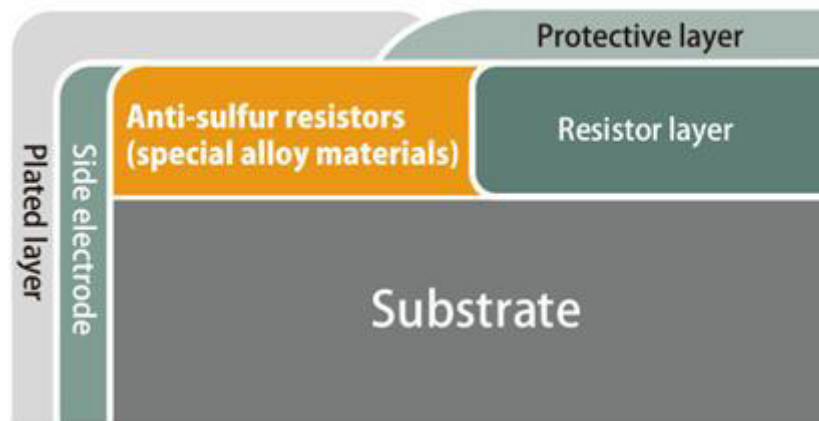 Protective layer
Anti-sulfur resistors
(special alloy materials)
Resistor layer
Plated layer
Side electrode
Substrate